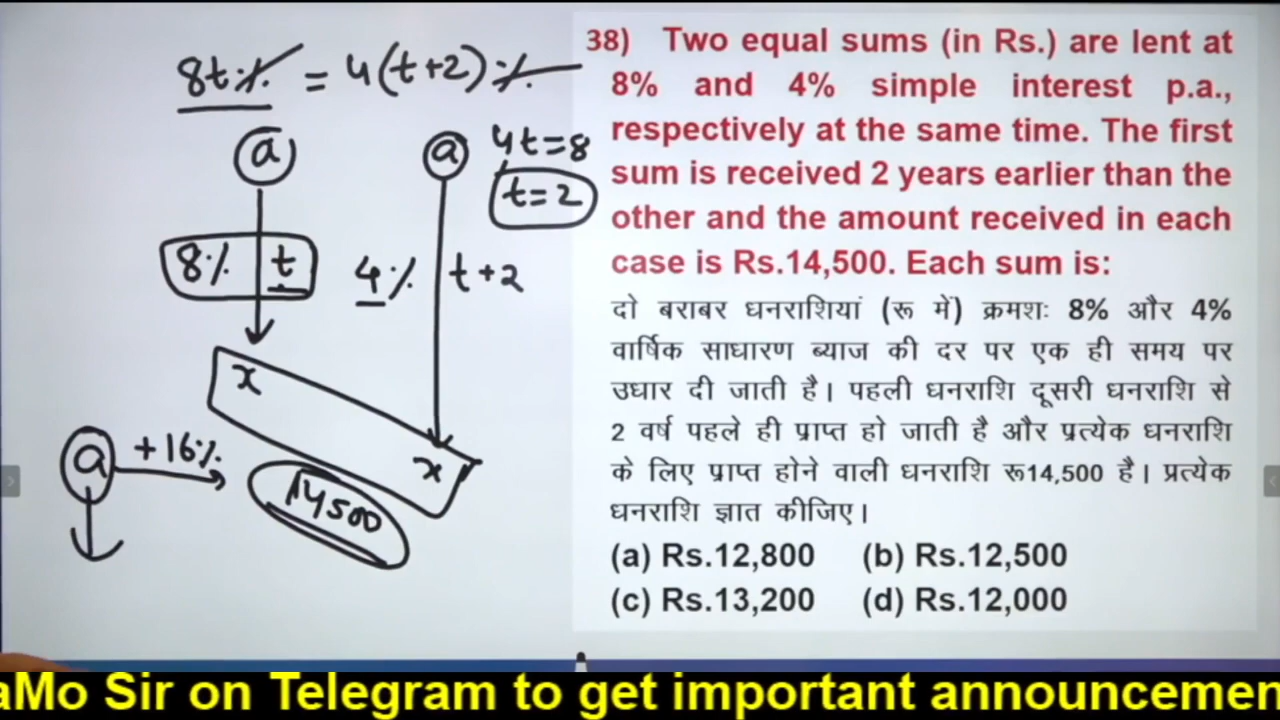 8t% = 4(t+2)%
a
a
4t=8
t=2
8%
t
4%
t+2
x
x
a
+16%
14500
38) Two equal sums (in Rs.) are lent at
8% and 4% simple interest p.a.,
respectively at the same time. The first
sum is received 2 years earlier than the
other and the amount received in each
case is Rs.14,500. Each sum is:
दो बराबर धनराशियां (रू में) क्रमशः 8% और 4%
वार्षिक साधारण ब्याज की दर पर एक ही समय पर
उधार दी जाती है। पहली धनराशि दूसरी धनराशि से
2 वर्ष पहले ही प्राप्त हो जाती है और प्रत्येक धनराशि
के लिए प्राप्त होने वाली धनराशि रू14,500 है। प्रत्येक
धनराशि ज्ञात कीजिए।
(a) Rs.12,800 (b) Rs.12,500
(c) Rs.13,200 (d) Rs.12,000
aMo Sir on Telegram to get important announcemen